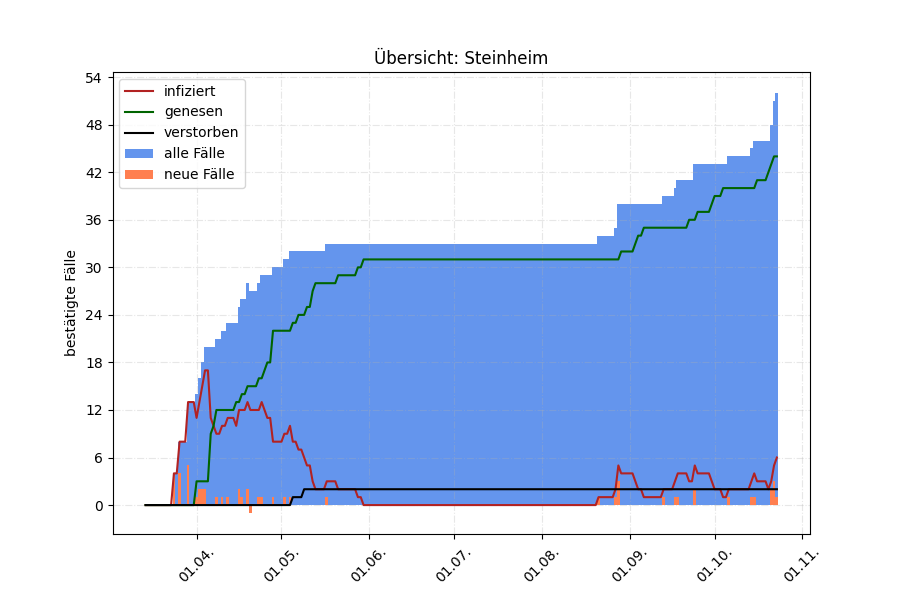 Übersicht: Steinheim
infiziert
genesen
verstorben
alle Fälle
neue Fälle
bestätigte Fälle
54
48
42
36
30
24
18
12
6
0
01.04.
01.05.
01.06.
01.07.
01.08.
01.09.
01.10.
01.11.